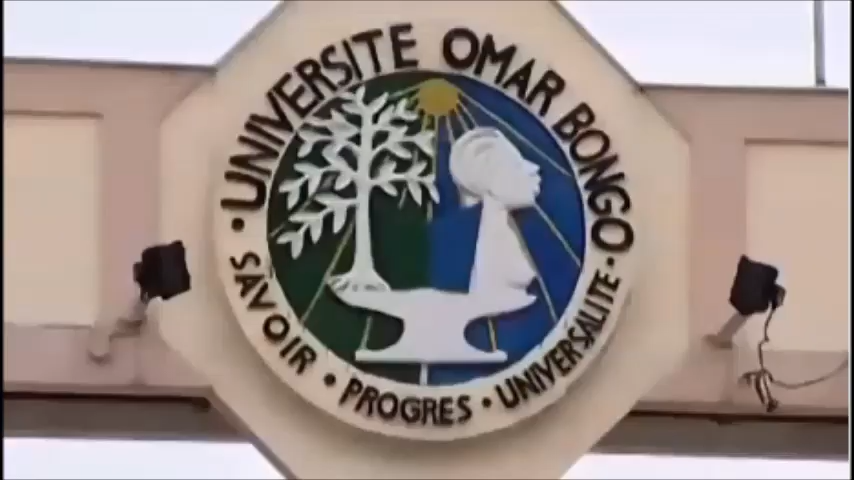 UNIVERSITE OMAR BONGO
SAVOIR • PROGRES • UNIVERSALITE